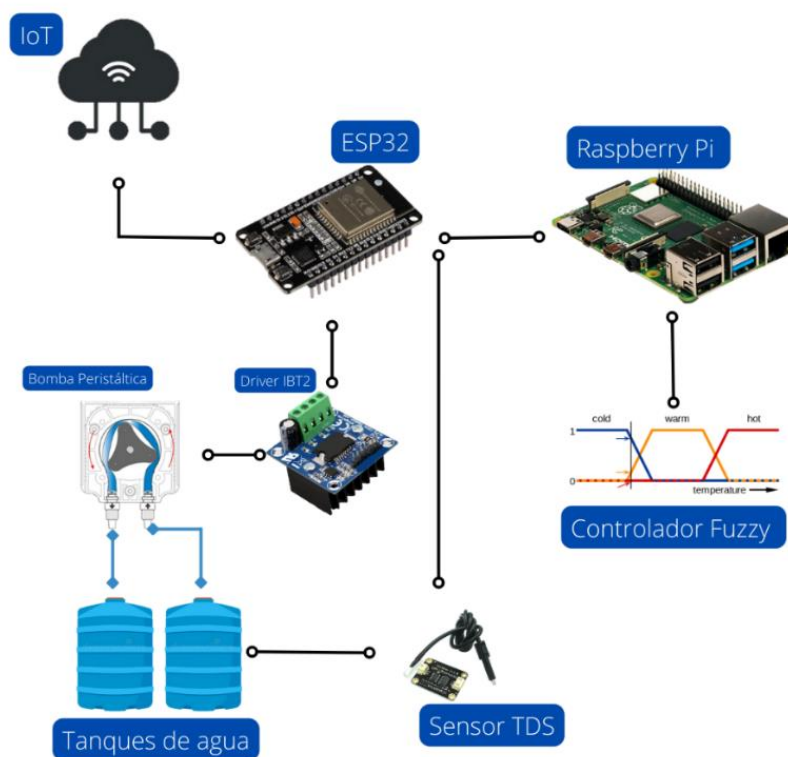 IoT
ESP32
Raspberry Pi
Bomba Peristáltica
Driver IBT2
cold warm hot
1
0
temperature
Controlador Fuzzy
Sensor TDS
Tanques de agua